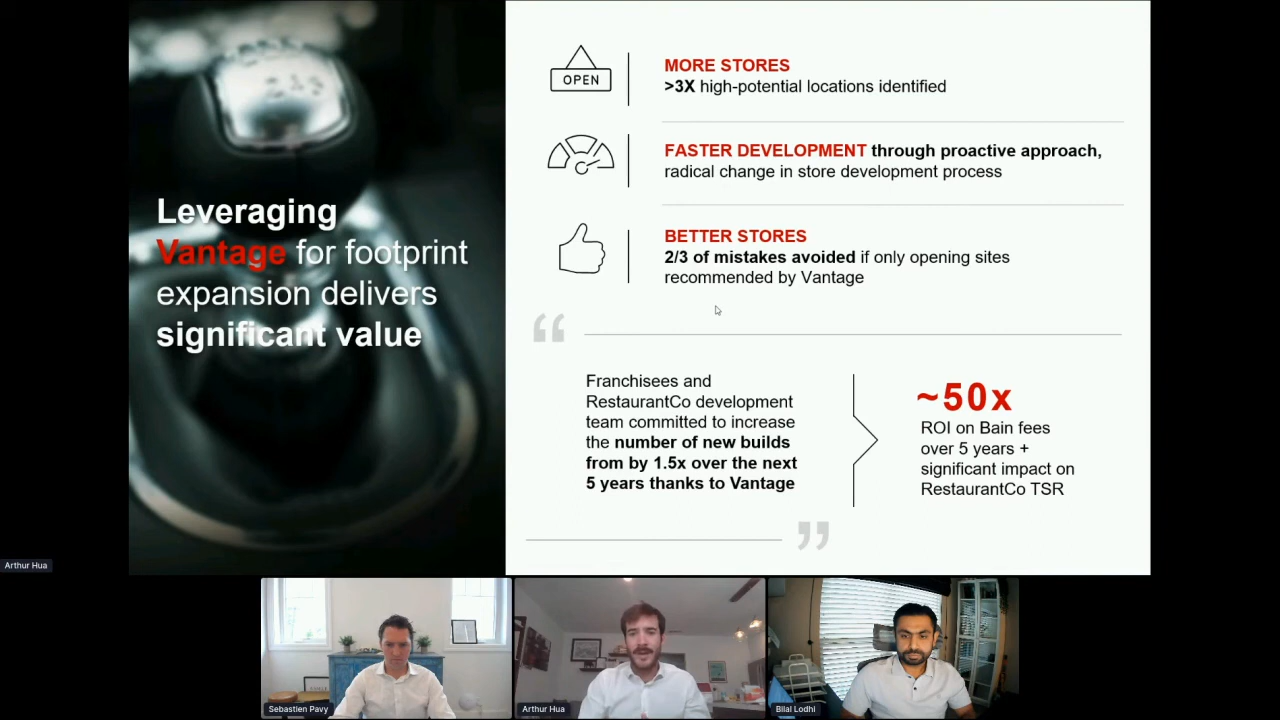 Leveraging
Vantage for footprint
expansion delivers
significant value
OPEN
MORE STORES
>3X high-potential locations identified
FASTER DEVELOPMENT through proactive approach,
radical change in store development process
BETTER STORES
2/3 of mistakes avoided if only opening sites
recommended by Vantage
“
Franchisees and
RestaurantCo development
team committed to increase
the number of new builds
from by 1.5x over the next
5 years thanks to Vantage
”
~50x
ROI on Bain fees
over 5 years +
significant impact on
RestaurantCo TSR
Arthur Hua
Sebastien Pavy
Arthur Hua
Bilal Lodhi